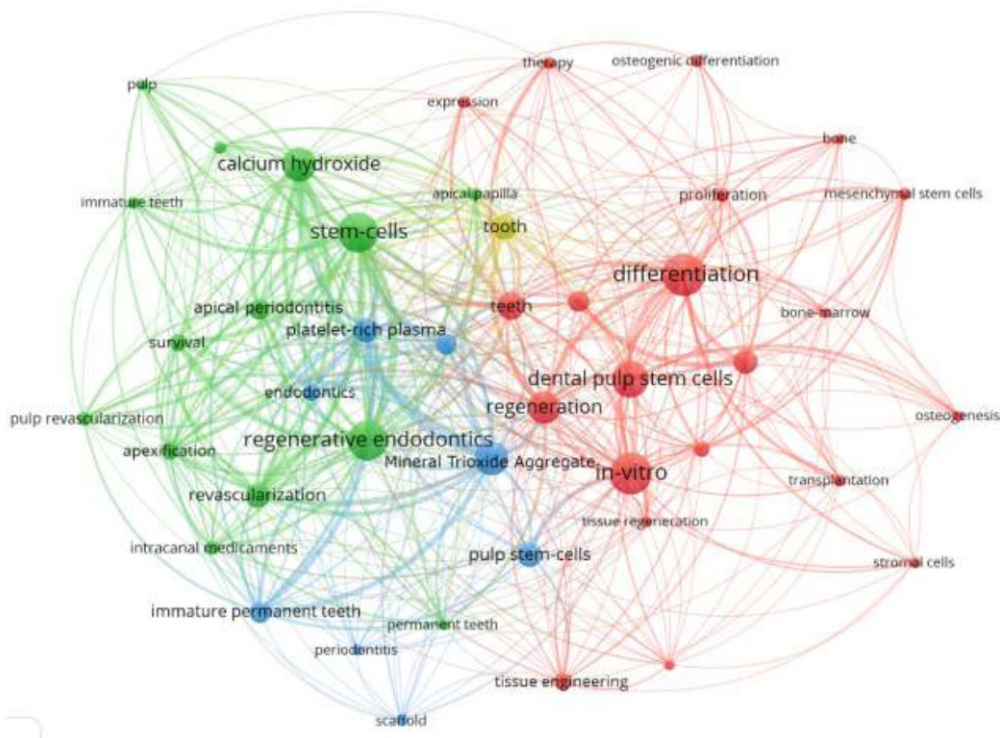 therapy
osteogenic differentiation
pulp
expression
bone
calcium hydroxide
apical papilla
proliferation
mesenchymal stem cells
immature teeth
stem-cells
tooth
differentiation
apical periodontitis
teeth
bone-marrow
platelet-rich plasma
survival
dental pulp stem cells
endodontics
regeneration
pulp revascularization
osteogenesis
regenerative endodontics
apexification
Mineral Trioxide Aggregate
in-vitro
transplantation
revascularization
tissue regeneration
intracanal medicaments
pulp stem-cells
stromal cells
immature permanent teeth
permanent teeth
periodontitis
tissue engineering
scaffold